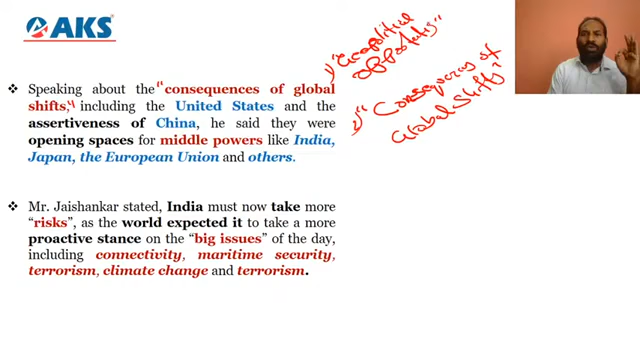 AKS
Speaking about the “consequences of global
shifts,” including the United States and the
assertiveness of China, he said they were
opening spaces for middle powers like India,
Japan, the European Union and others.
Mr. Jaishankar stated, India must now take more
“risks”, as the world expected it to take a more
proactive stance on the “big issues” of the day,
including connectivity, maritime security,
terrorism, climate change and terrorism.
1)
2) "Consequences of
Global Shifts"